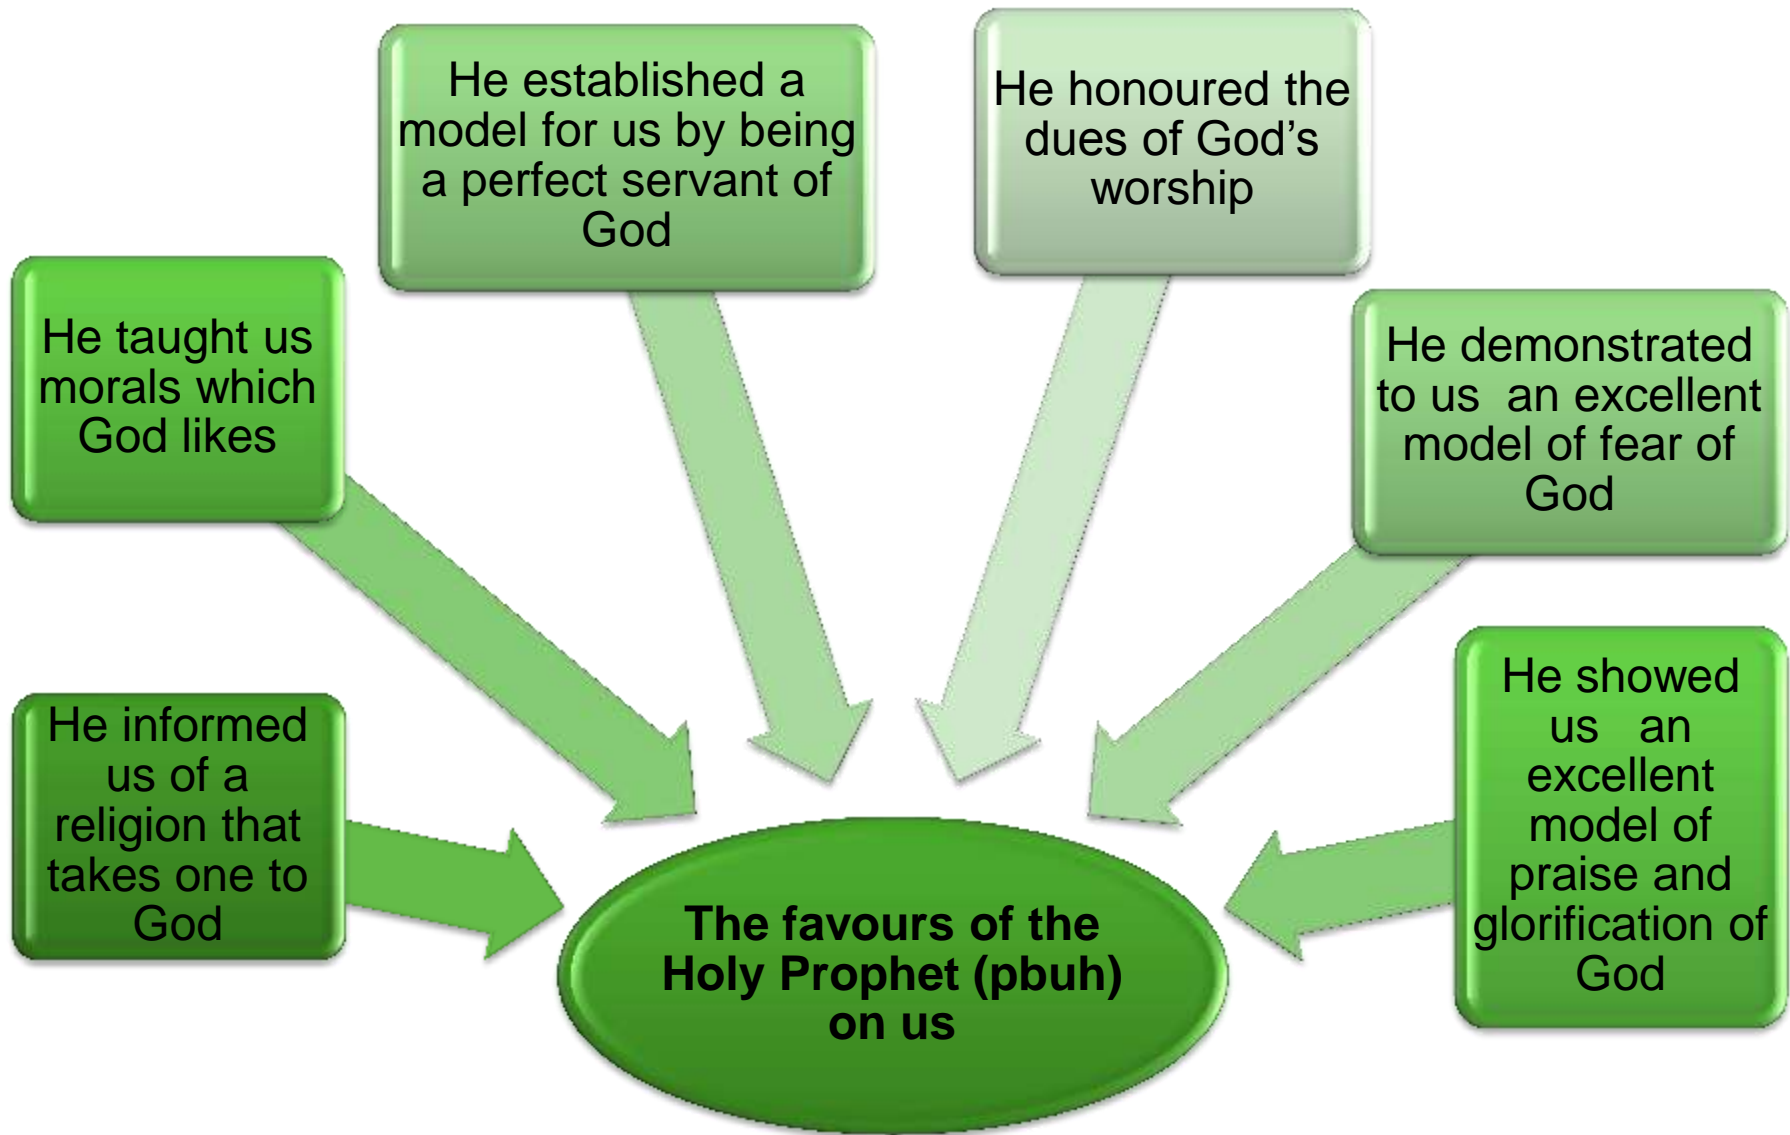 He established a
model for us by being
a perfect servant of
God
He honoured the
dues of God’s
worship
He taught us
morals which
God likes
He demonstrated
to us  an excellent
model of fear of
God
He informed
us of a
religion that
takes one to
God
He showed
us   an
excellent
model of
praise and
glorification of
God
The favours of the
Holy Prophet (pbuh)
on us